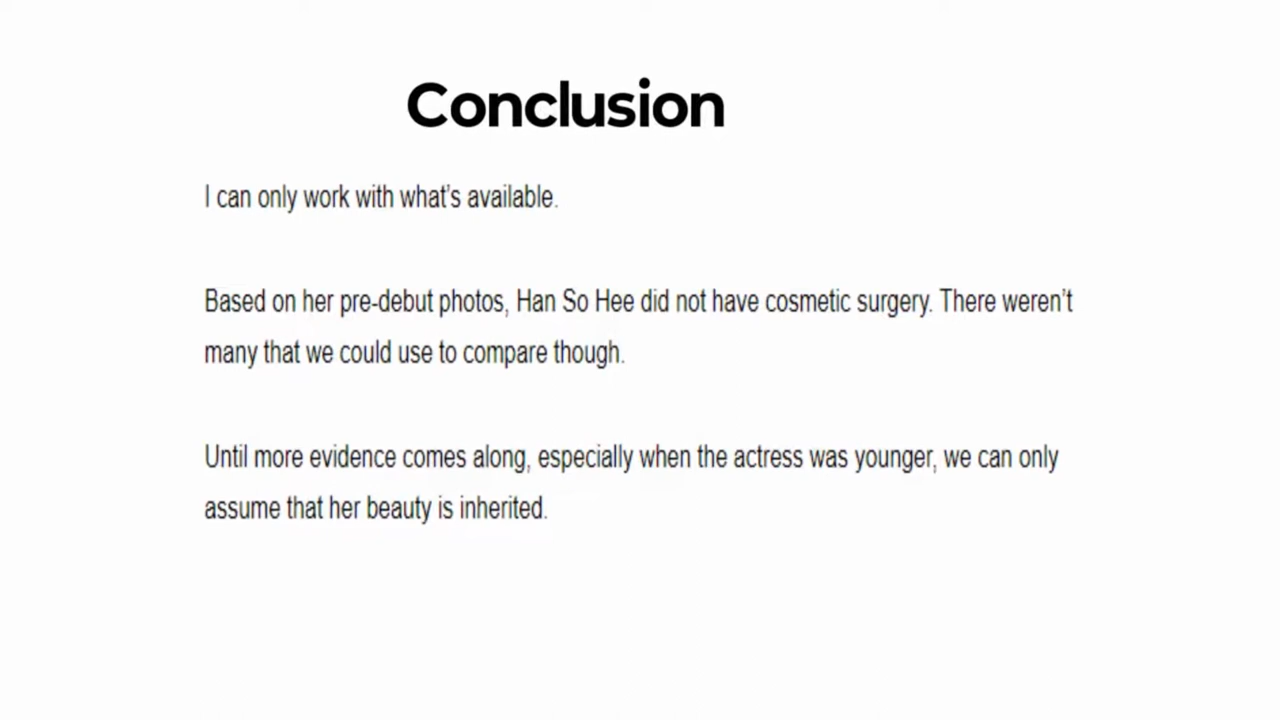 Conclusion
I can only work with what's available.
Based on her pre-debut photos, Han So Hee did not have cosmetic surgery. There weren't
many that we could use to compare though.
Until more evidence comes along, especially when the actress was younger, we can only
assume that her beauty is inherited.